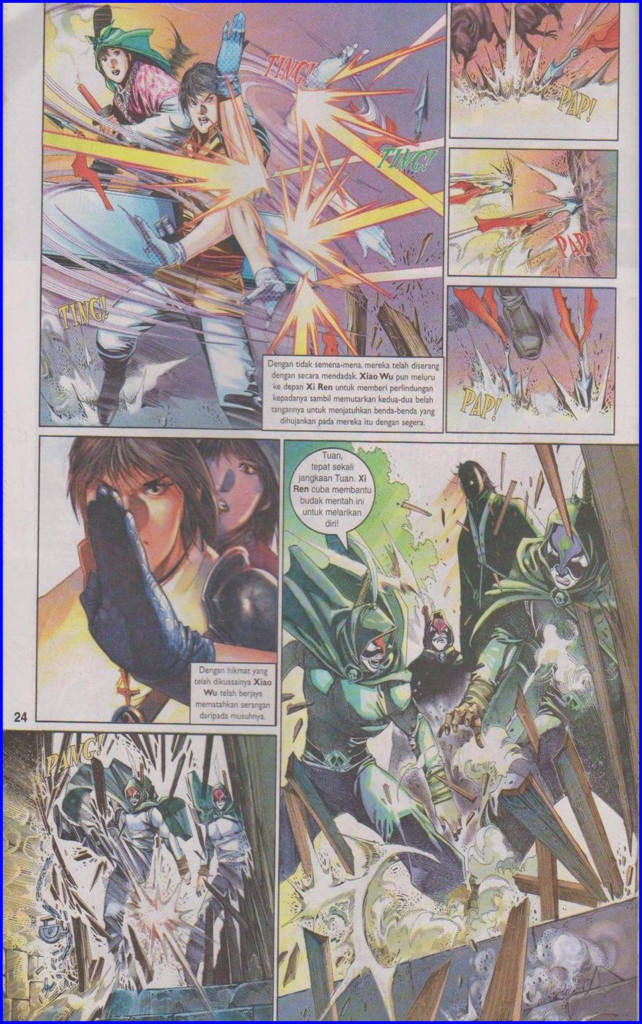 TING!
TING!
TING!
PAP!
PAP!
PAP!
Dengan tidak semena-mena, mereka telah diserang
dengan secara mendadak. Xiao Wu pun meluru
ke depan Xi Ren untuk memberi perlindungan
kepadanya sambil memutarkan kedua-dua belah
tangannya untuk menjatuhkan benda-benda yang
dihujankan pada mereka itu dengan segera.
Dengan hikmat yang
telah dikuasainya Xiao
Wu telah berjaya
mematahkan serangan
daripada musuhnya.
Tuan,
tepat sekali
jangkaan Tuan. Xi
Ren cuba membantu
budak mentah ini
untuk melarikan
diri!
24
PANG!